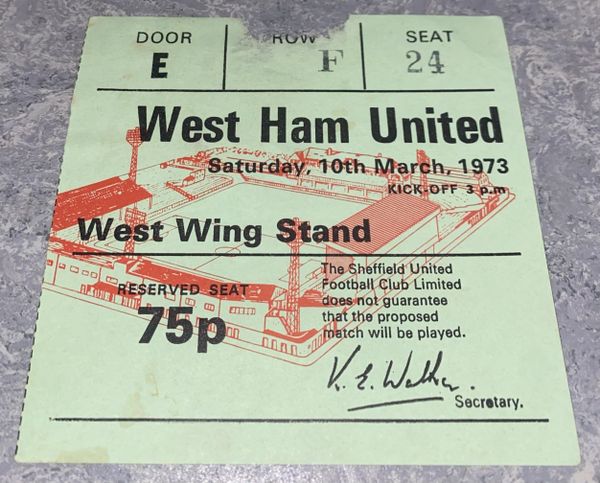 DOOR ROW SEAT
E F 24
West Ham United
Saturday, 10th March, 1973
KICK-OFF 3 p.m
West Wing Stand
RESERVED SEAT
75p
The Sheffield United
Football Club Limited
does not guarantee
that the proposed
match will be played.
K. E. Walker.
Secretary.